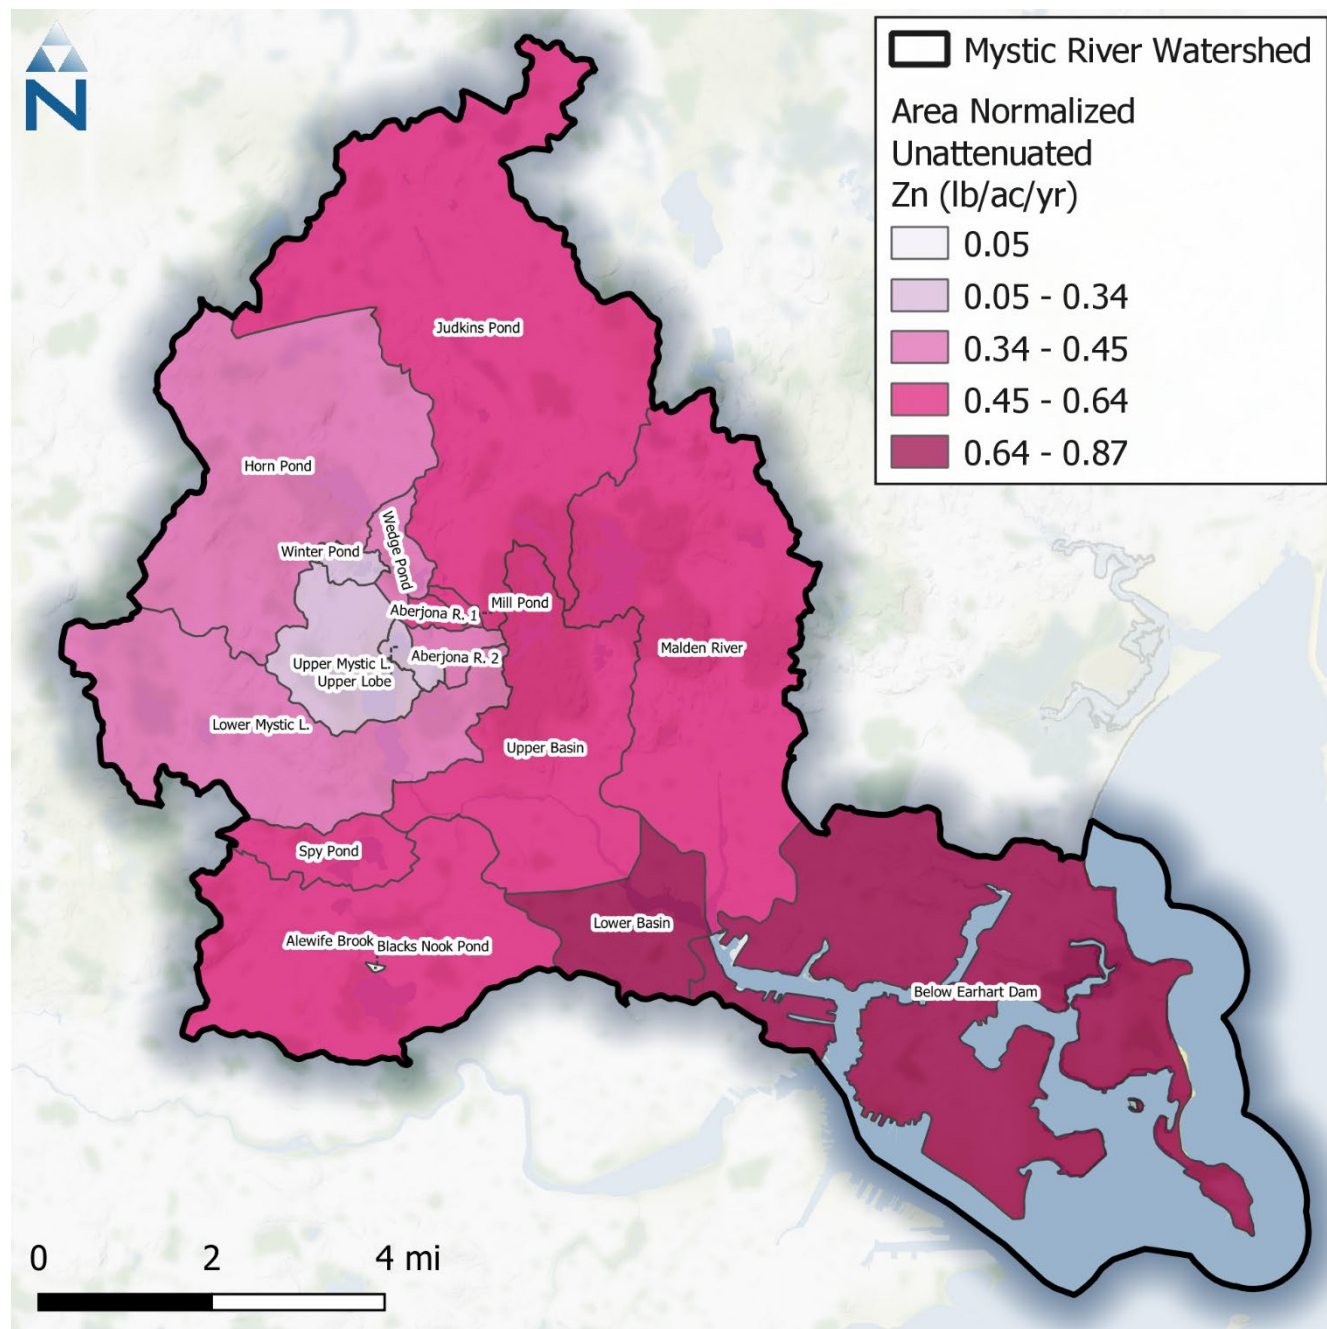 N
Mystic River Watershed
Area Normalized
Unattenuated
Zn (lb/ac/yr)
0.05
0.05 - 0.34
0.34 - 0.45
0.45 - 0.64
0.64 - 0.87
Judkins Pond
Horn Pond
Wedge Pond
Winter Pond
Mill Pond
Aberjona R. 1
Malden River
Aberjona R. 2
Upper Mystic L.
Upper Lobe
Lower Mystic L.
Upper Basin
Spy Pond
Lower Basin
Alewife Brook
Blacks Nook Pond
Below Earhart Dam
0 2 4 mi